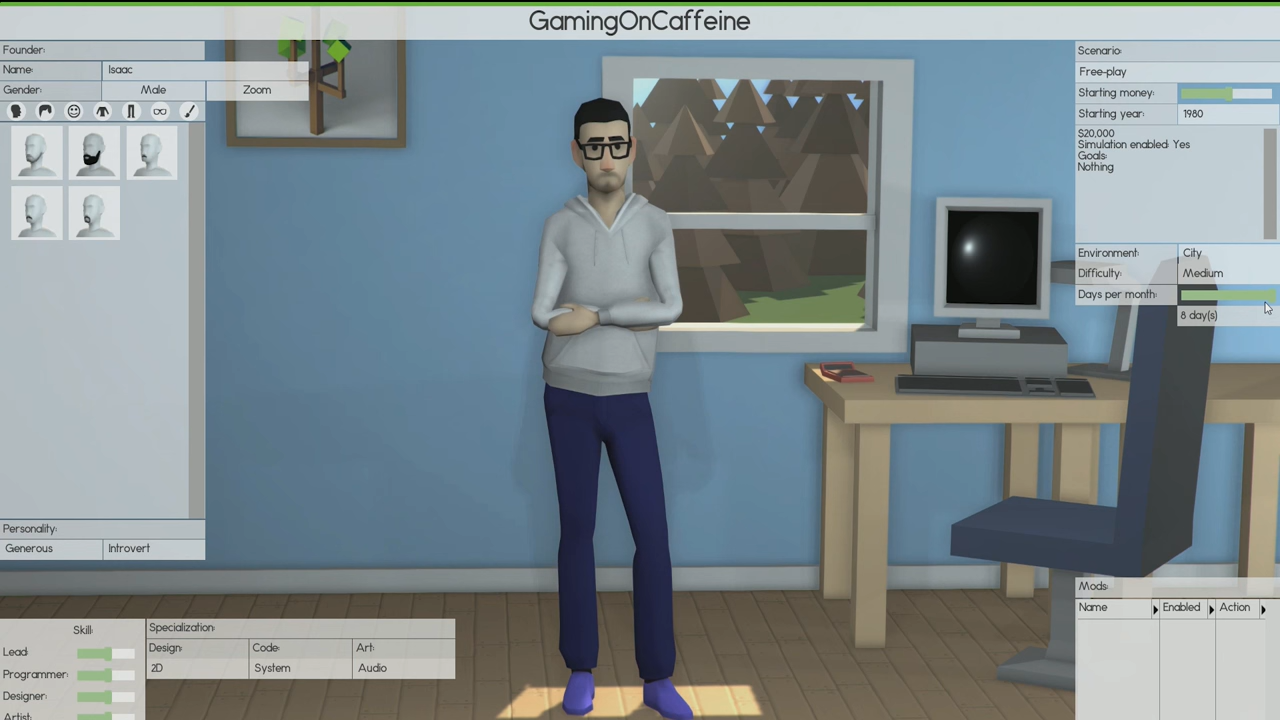 GamingOnCaffeine
Founder:
Name: Isaac
Gender: Male Zoom
Personality:
Generous Introvert
Skill:
Lead:
Programmer:
Designer:
Artist:
Specialization:
Design: Code: Art:
2D System Audio
Scenario:
Free-play
Starting money:
Starting year: 1980
$20,000
Simulation enabled: Yes
Goals:
Nothing
Environment: City
Difficulty: Medium
Days per month:
8 day(s)
Mods:
Name Enabled Action